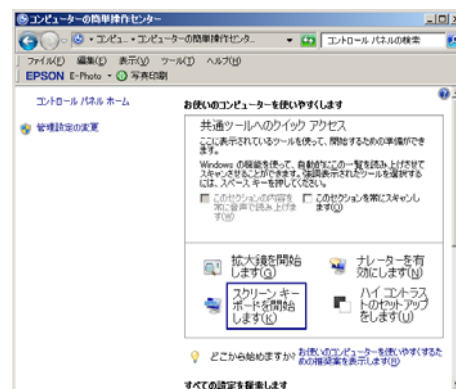 コンピューターの簡単操作センター
コンピュ... コンピューターの簡単操作センタ...
コントロール パネルの検索
ファイル(F) 編集(E) 表示(V) ツール(T) ヘルプ(H)
EPSON E-Photo 写真印刷
コントロール パネル ホーム
管理設定の変更
お使いのコンピューターを使いやすくします
共通ツールへのクイック アクセス
ここに表示されているツールを使って、開始するための準備ができ
ます。
Windows の機能を使って、自動的にこの一覧を読み上げさせて
スキャンさせることができます。強調表示されたツールを選択する
には、スペース キーを押してください。
このセクションの内容を
常に音声で読み上げま
す(W)
このセクションを常にスキャンし
ます(O)
拡大鏡を開始
します(G)
ナレーターを有
効にします(N)
スクリーン キー
ボードを開始
します(K)
ハイ コントラス
トのセットアップ
をします(U)
どこから始めますか?
お使いのコンピューターを使いやすくするた
めの推奨案を表示します(R)
すべての設定を検索します